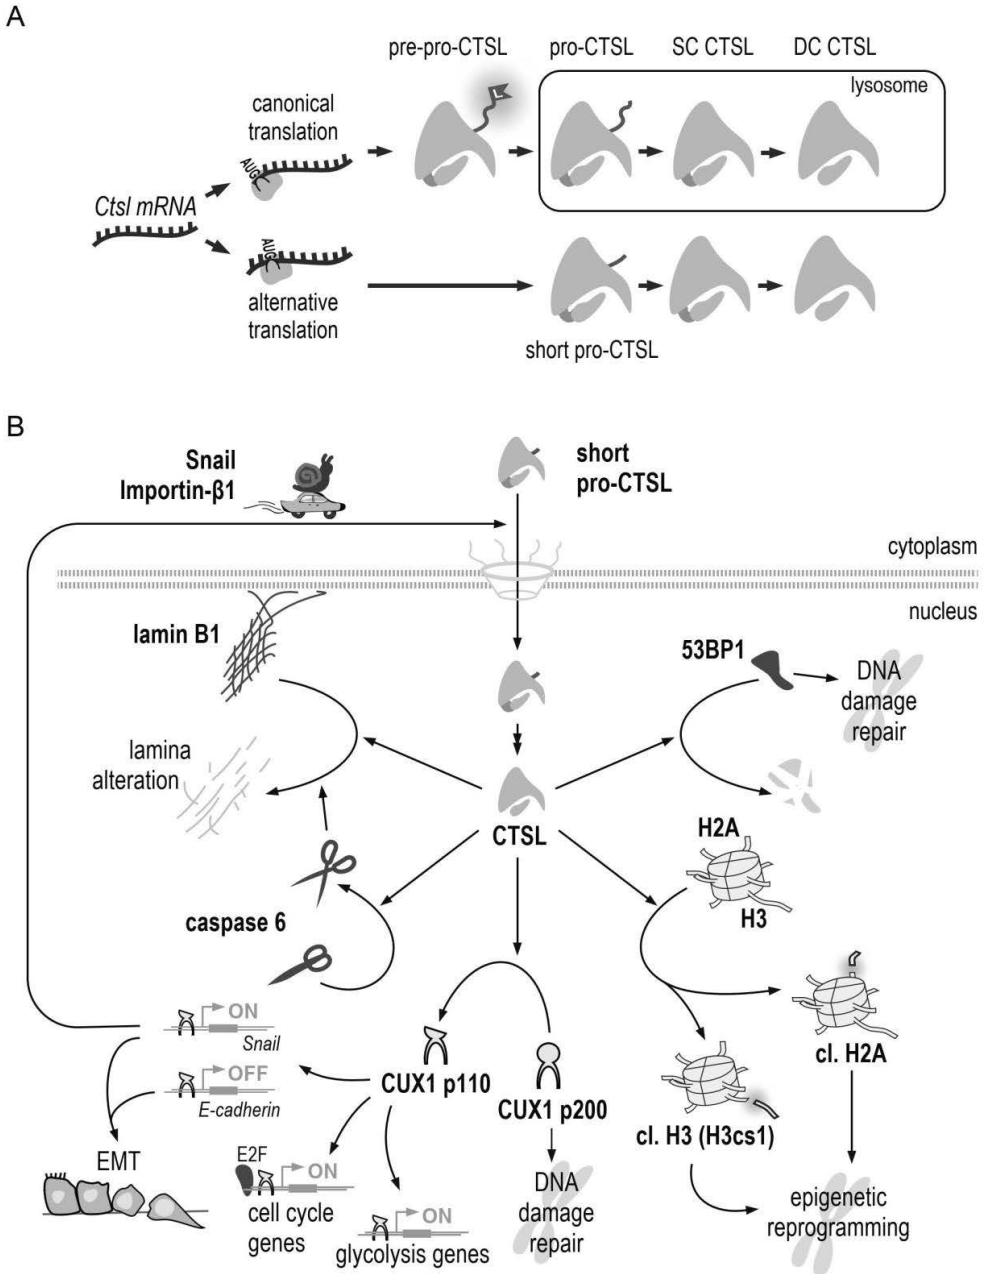 A
pre-pro-CTSL
pro-CTSL
SC CTSL
DC CTSL
lysosome
L
canonical
translation
AUG
Ctsl mRNA
AUG
alternative
translation
short pro-CTSL
B
Snail
Importin-β1
short
pro-CTSL
cytoplasm
nucleus
lamin B1
53BP1
DNA
damage
repair
lamina
alteration
CTSL
H2A
H3
caspase 6
ON
Snail
OFF
E-cadherin
CUX1 p110
CUX1 p200
cl. H2A
cl. H3 (H3cs1)
EMT
E2F
ON
cell cycle
genes
ON
glycolysis genes
DNA
damage
repair
epigenetic
reprogramming